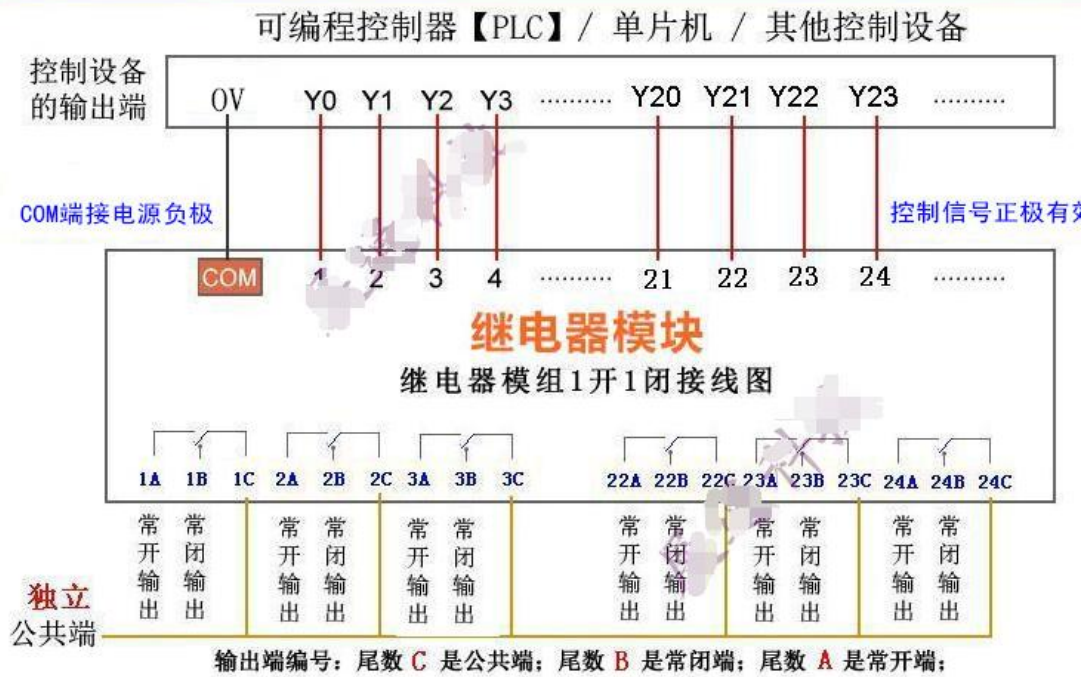 可编程控制器【PLC】/ 单片机 / 其他控制设备
控制设备
的输出端
0V Y0 Y1 Y2 Y3 ·········· Y20 Y21 Y22 Y23 ··········
COM端接电源负极
控制信号正极有效
COM 1 2 3 4 ·········· 21 22 23 24 ··········
继电器模块
继电器模组1开1闭接线图
1A 1B 1C 2A 2B 2C 3A 3B 3C 22A 22B 22C 23A 23B 23C 24A 24B 24C
常开输出 常闭输出 常开输出 常闭输出 常开输出 常闭输出 常开输出 常闭输出 常开输出 常闭输出 常开输出 常闭输出
独立
公共端
输出端编号：尾数 C 是公共端；尾数 B 是常闭端；尾数 A 是常开端；